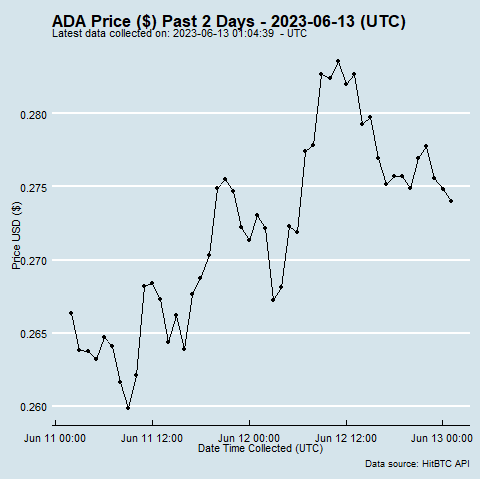 ADA Price ($) Past 2 Days - 2023-06-13 (UTC)
Latest data collected on: 2023-06-13 01:04:39 - UTC
Price USD ($)
0.280
0.275
0.270
0.265
0.260
Jun 11 00:00 Jun 11 12:00 Jun 12 00:00 Jun 12 12:00 Jun 13 00:00
Date Time Collected (UTC)
Data source: HitBTC API